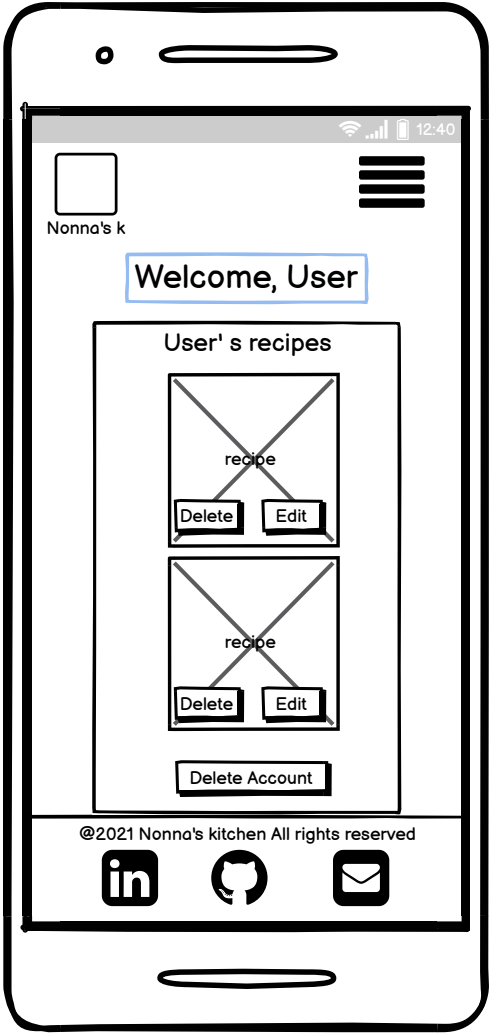 12:40
Nonna's k
Welcome, User
User' s recipes
recipe
Delete Edit
recipe
Delete Edit
Delete Account
@2021 Nonna's kitchen All rights reserved
in